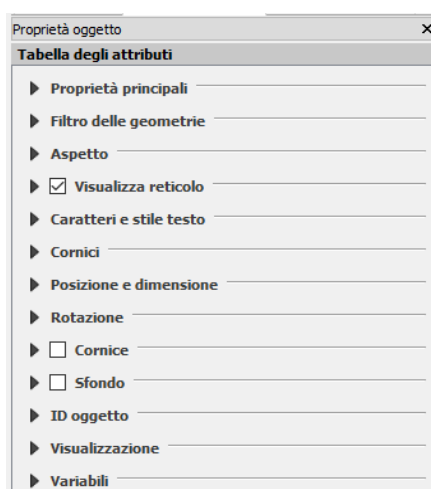 Proprietà oggetto
Tabella degli attributi
Proprietà principali
Filtro delle geometrie
Aspetto
Visualizza reticolo
Caratteri e stile testo
Cornici
Posizione e dimensione
Rotazione
Cornice
Sfondo
ID oggetto
Visualizzazione
Variabili